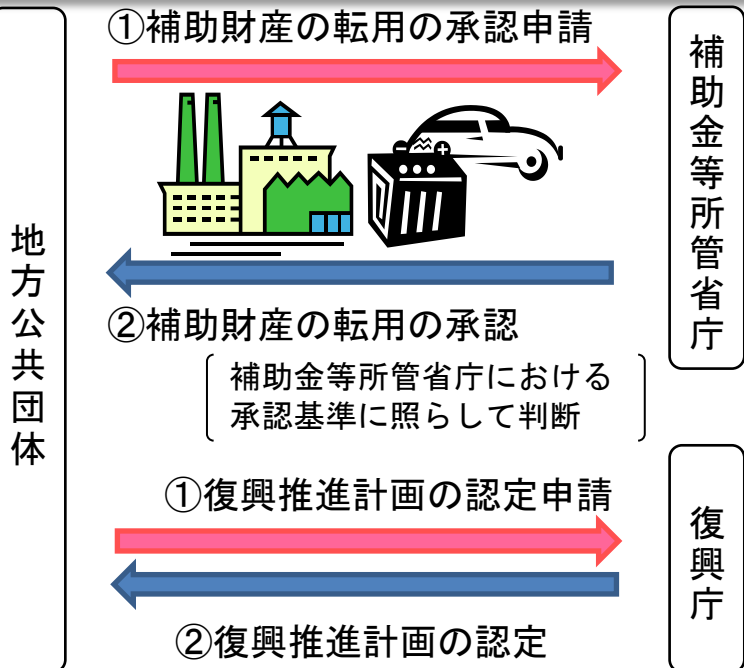 ①補助財産の転用の承認申請
補助金等所管省庁
地方公共団体
②補助財産の転用の承認
補助金等所管省庁における
承認基準に照らして判断
①復興推進計画の認定申請
復興庁
②復興推進計画の認定